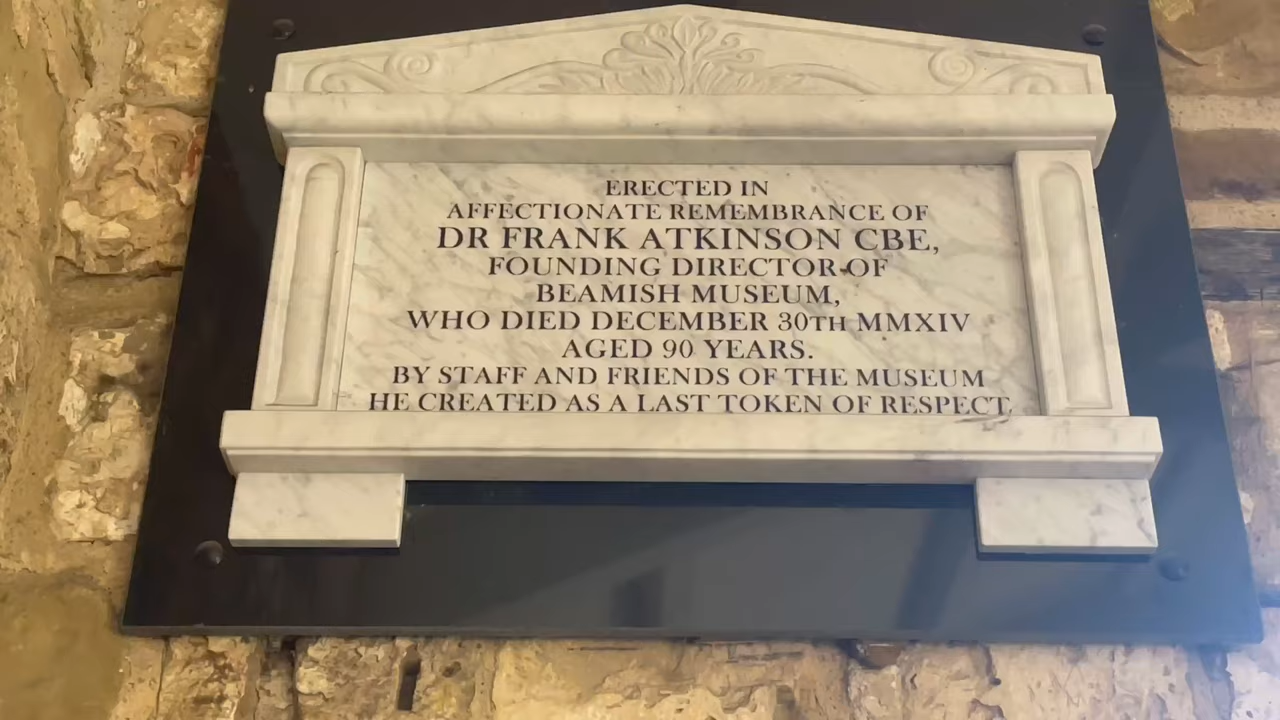 ERECTED IN
AFFECTIONATE REMEMBRANCE OF
DR FRANK ATKINSON CBE,
FOUNDING DIRECTOR OF
BEAMISH MUSEUM,
WHO DIED DECEMBER 30TH MMXIV
AGED 90 YEARS.
BY STAFF AND FRIENDS OF THE MUSEUM
HE CREATED AS A LAST TOKEN OF RESPECT.